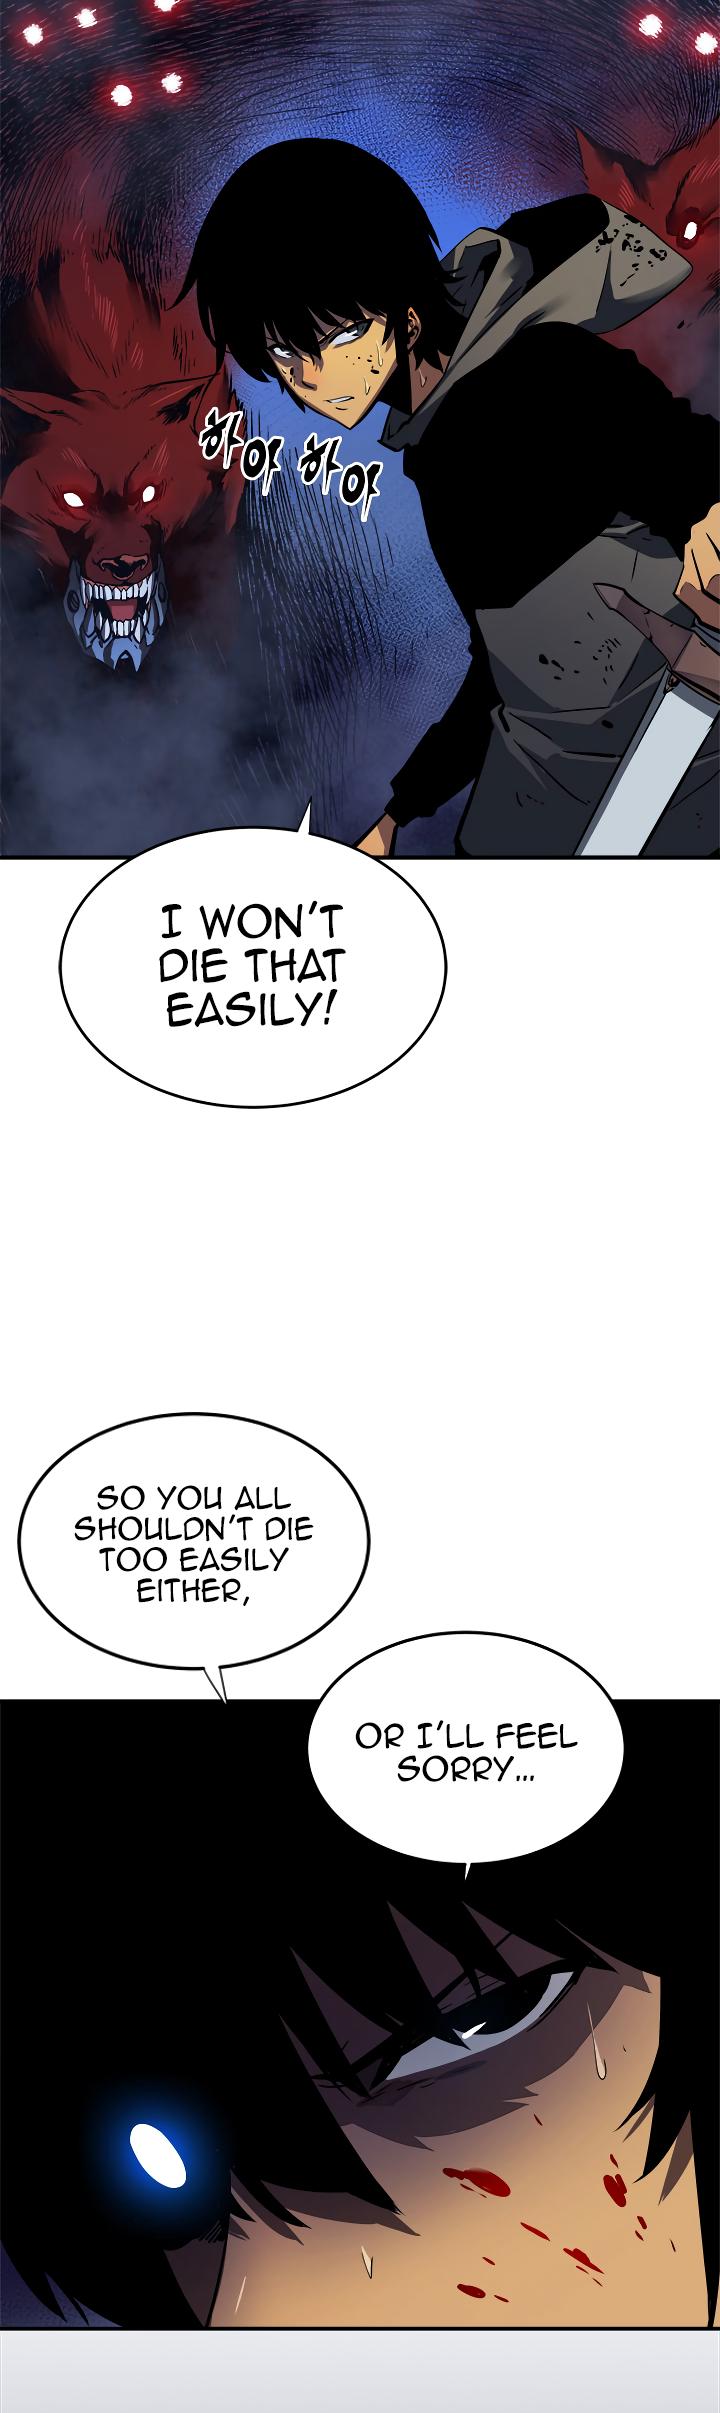 하아 하아
I WON'T
DIE THAT
EASILY!
SO YOU ALL
SHOULDN'T DIE
TOO EASILY
EITHER,
OR I'LL FEEL
SORRY...